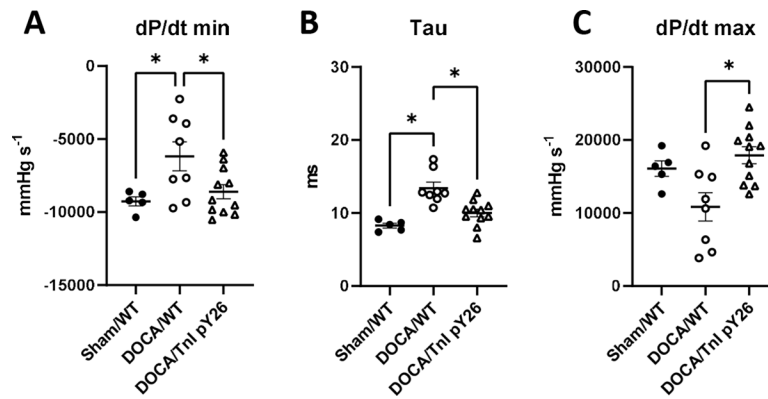 A
dP/dt min
*
*
mmHg s-1
0
-5000
-10000
-15000
Sham/WT
DOCA/WT
DOCA/TnI pY26
B
Tau
*
*
ms
30
20
10
0
Sham/WT
DOCA/WT
DOCA/TnI pY26
C
dP/dt max
*
mmHg s-1
30000
20000
10000
0
Sham/WT
DOCA/WT
DOCA/TnI pY26